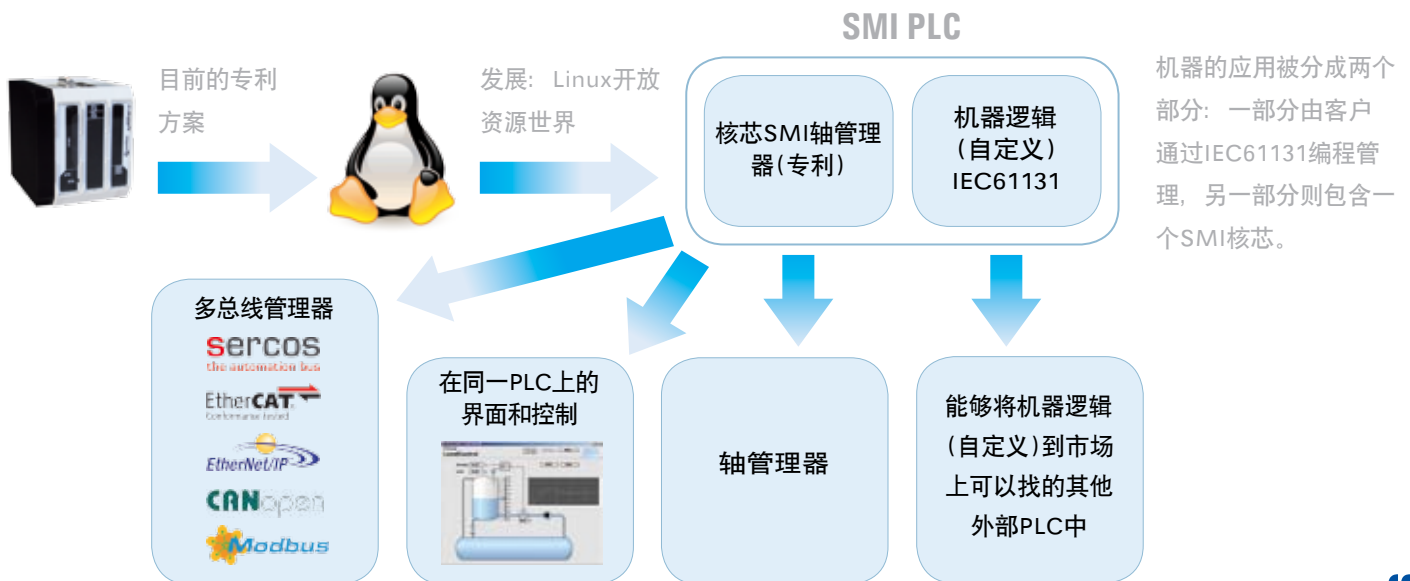 SMI PLC
目前的专利
方案
发展: Linux开放
资源世界
核芯SMI轴管理
器(专利)
机器逻辑
(自定义)
IEC61131
机器的应用被分成两个
部分: 一部分由客户
通过IEC61131编程管
理, 另一部分则包含一
个SMI核芯。
多总线管理器
sercos
the automation bus
EtherCAT
Conformance tested
EtherNet/IP
CANopen
Modbus
在同一PLC上的
界面和控制
轴管理器
能够将机器逻辑
(自定义)到市场
上可以找的其他
外部PLC中